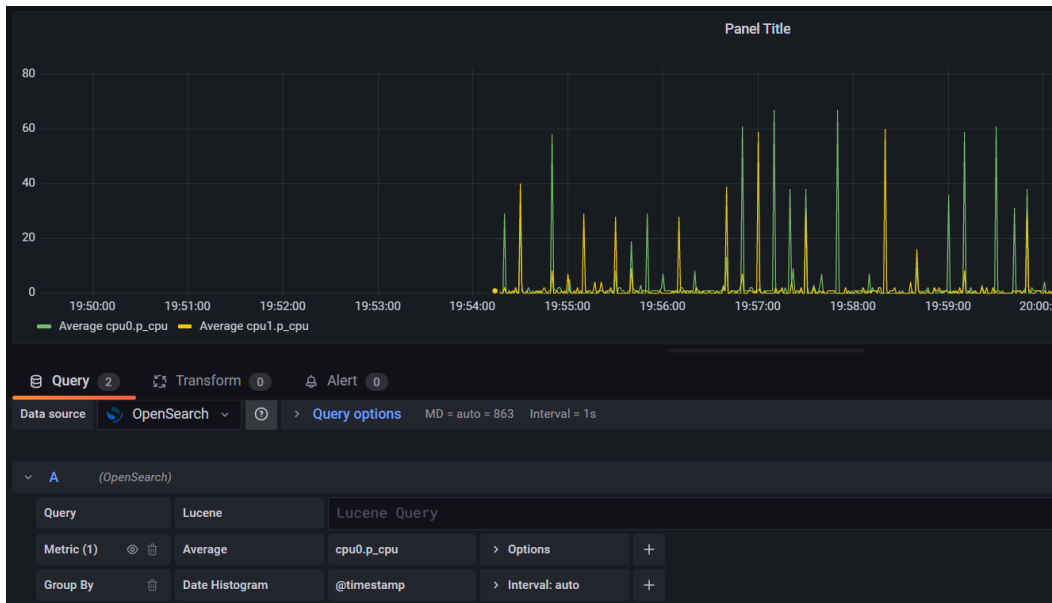 Panel Title
80
60
40
20
0
19:50:00 19:51:00 19:52:00 19:53:00 19:54:00 19:55:00 19:56:00 19:57:00 19:58:00 19:59:00 20:00:
Average cpu0.p_cpu Average cpu1.p_cpu
Query 2 Transform 0 Alert 0
Data source OpenSearch Query options MD = auto = 863 Interval = 1s
A (OpenSearch)
Query Lucene Lucene Query
Metric (1) Average cpu0.p_cpu > Options +
Group By Date Histogram @timestamp > Interval: auto +